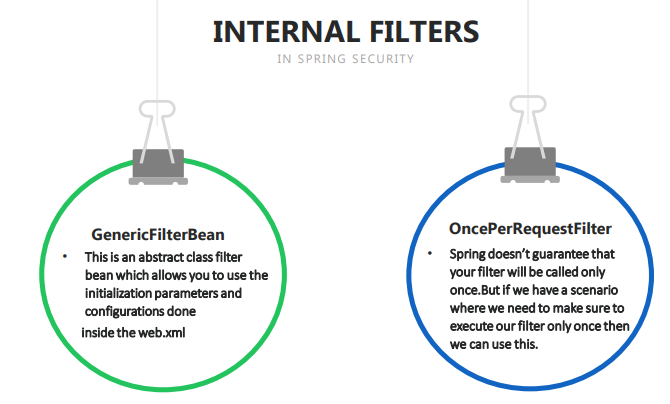 INTERNAL FILTERS
IN SPRING SECURITY
GenericFilterBean
• This is an abstract class filter
bean which allows you to use the
initialization parameters and
configurations done
inside the web.xml
OncePerRequestFilter
• Spring doesn't guarantee that
your filter will be called only
once.But if we have a scenario
where we need to make sure to
execute our filter only once then
we can use this.